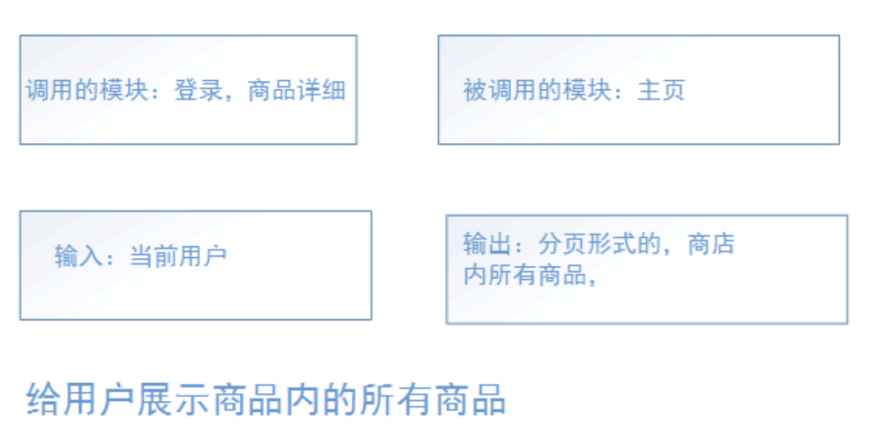 调用的模块：登录，商品详细
被调用的模块：主页
输入：当前用户
输出：分页形式的，商店
内所有商品，
给用户展示商品内的所有商品